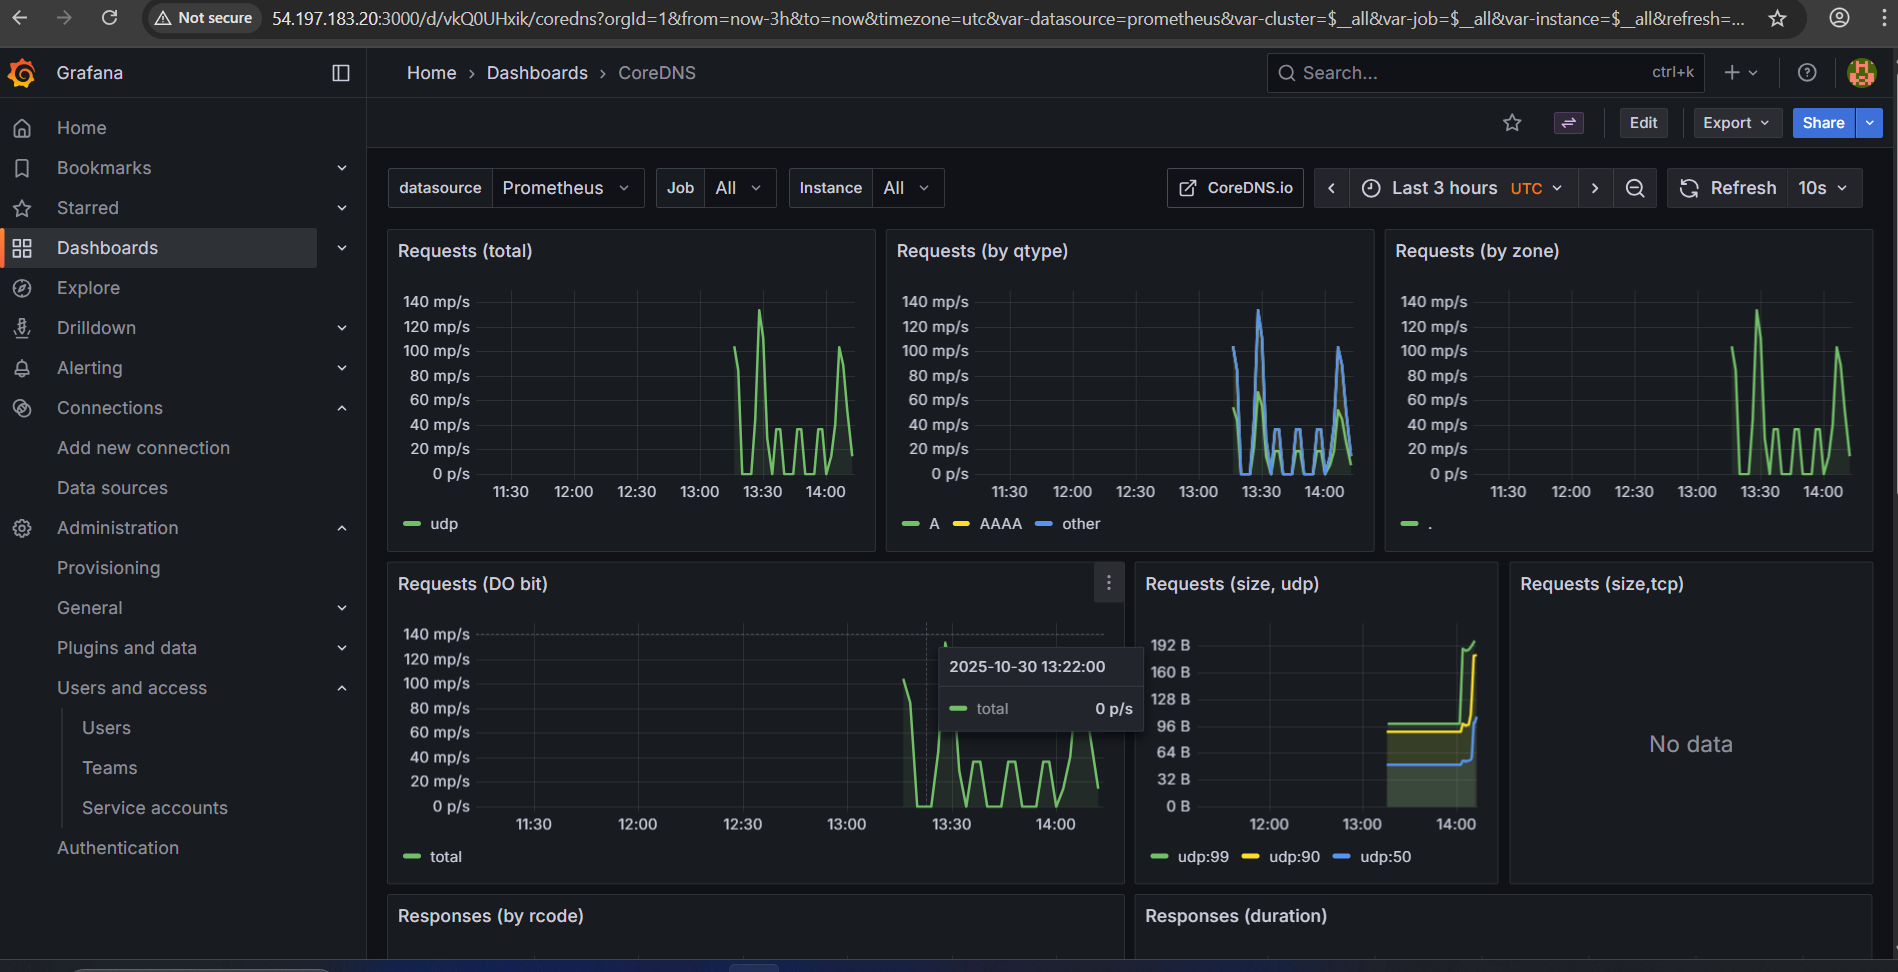 Not secure 54.197.183.20:3000/d/vkQ0UHxik/coredns?orgId=1&from=now-3h&to=now&timezone=utc&var-datasource=prometheus&var-cluster=$__all&var-job=$__all&var-instance=$__all&refresh=...
Grafana
Home › Dashboards › CoreDNS
Search... ctrl+k
Edit Export Share
Home
Bookmarks
Starred
Dashboards
Explore
Drilldown
Alerting
Connections
Add new connection
Data sources
Administration
Provisioning
General
Plugins and data
Users and access
Users
Teams
Service accounts
Authentication
datasource Prometheus Job All Instance All CoreDNS.io Last 3 hours UTC Refresh 10s
Requests (total)
140 mp/s
120 mp/s
100 mp/s
80 mp/s
60 mp/s
40 mp/s
20 mp/s
0 p/s
11:30 12:00 12:30 13:00 13:30 14:00
udp
Requests (by qtype)
140 mp/s
120 mp/s
100 mp/s
80 mp/s
60 mp/s
40 mp/s
20 mp/s
0 p/s
11:30 12:00 12:30 13:00 13:30 14:00
A AAAA other
Requests (by zone)
140 mp/s
120 mp/s
100 mp/s
80 mp/s
60 mp/s
40 mp/s
20 mp/s
0 p/s
11:30 12:00 12:30 13:00 13:30 14:00
.
Requests (DO bit)
140 mp/s
120 mp/s
100 mp/s
80 mp/s
60 mp/s
40 mp/s
20 mp/s
0 p/s
11:30 12:00 12:30 13:00 13:30 14:00
total
2025-10-30 13:22:00
total 0 p/s
Requests (size, udp)
192 B
160 B
128 B
96 B
64 B
32 B
0 B
12:00 13:00 14:00
udp:99 udp:90 udp:50
Requests (size,tcp)
No data
Responses (by rcode)
Responses (duration)